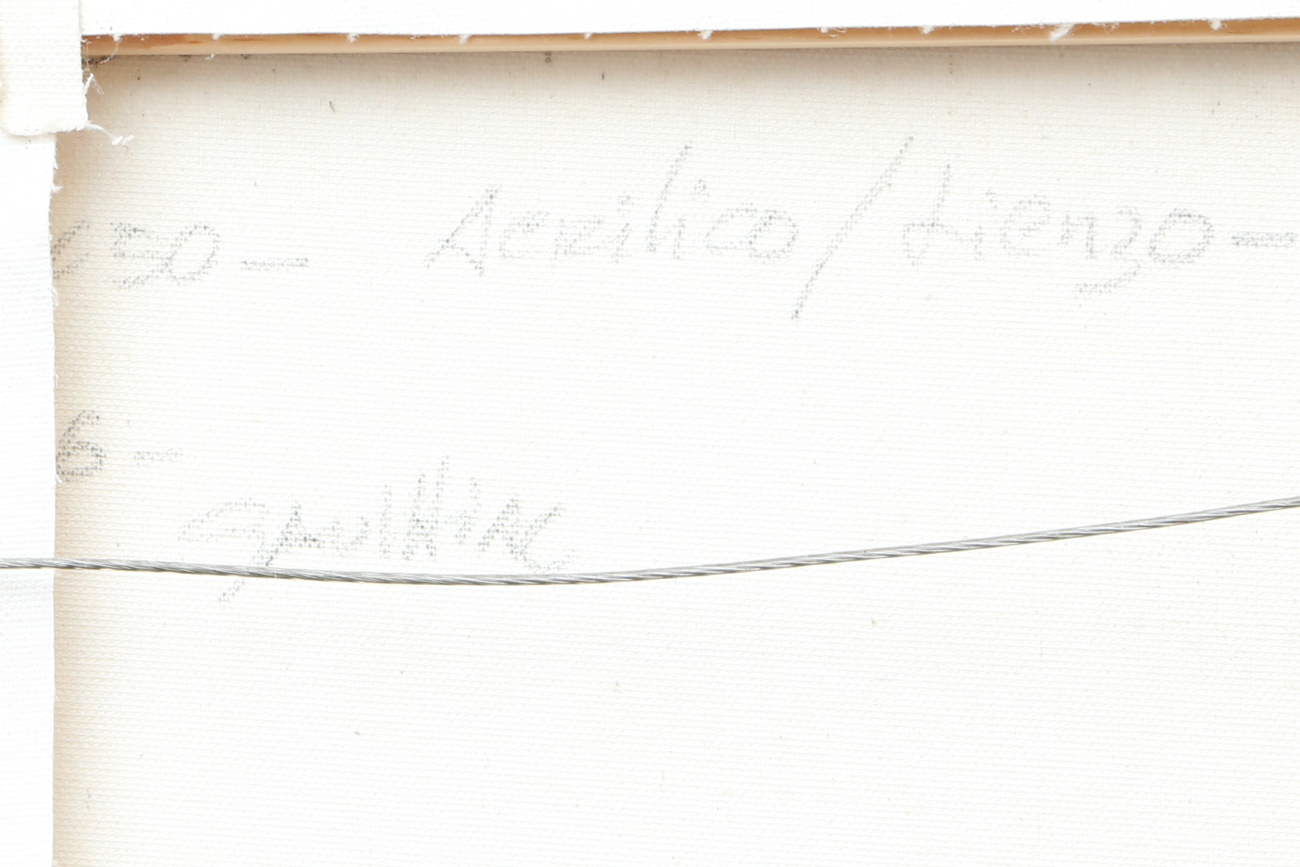 x 50 — Acrilico / Lienzo —
6 —